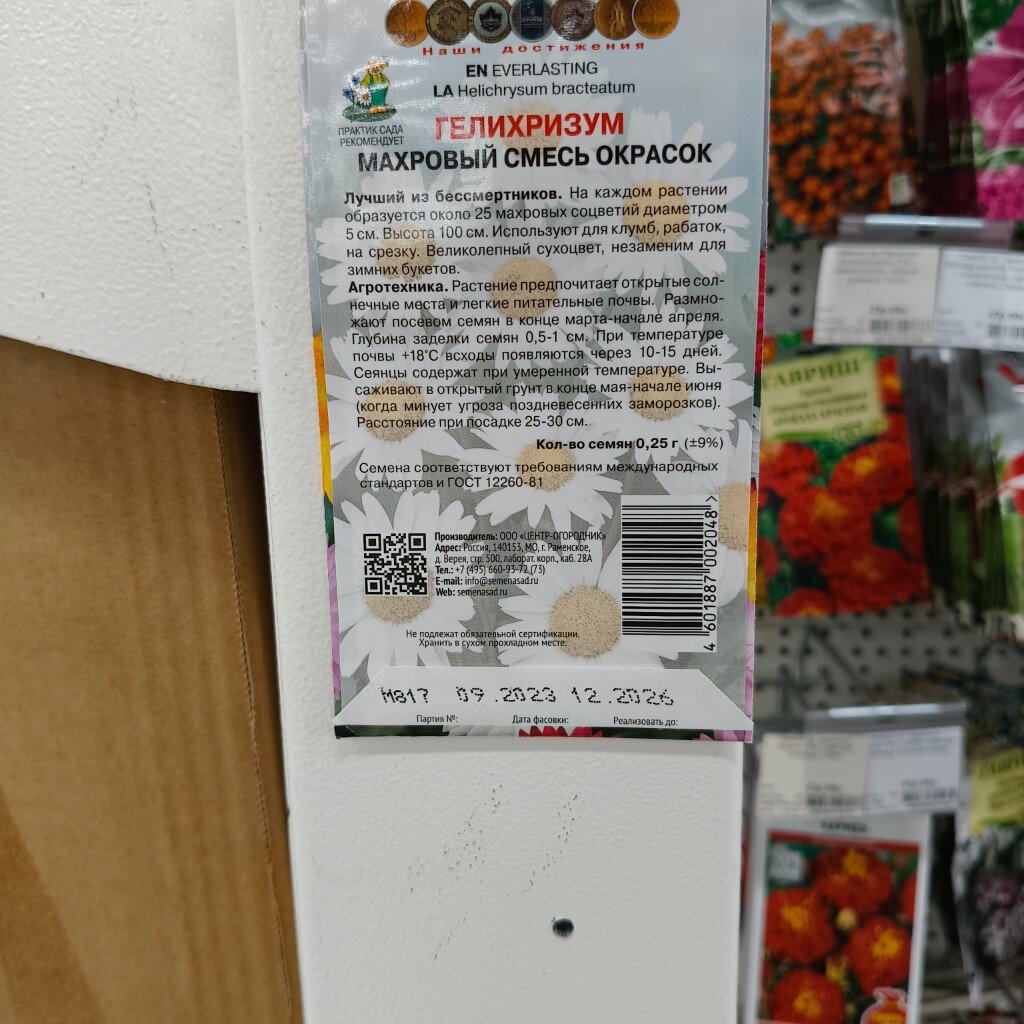 Наши достижения
EN EVERLASTING
LA Helichrysum bracteatum
ПРАКТИК САДА
РЕКОМЕНДУЕТ
ГЕЛИХРИЗУМ
МАХРОВЫЙ СМЕСЬ ОКРАСОК
Лучший из бессмертников. На каждом растении
образуется около 25 махровых соцветий диаметром
5 см. Высота 100 см. Используют для клумб, рабаток,
на срезку. Великолепный сухоцвет, незаменим для
зимних букетов.
Агротехника. Растение предпочитает открытые сол-
нечные места и легкие питательные почвы. Размно-
жают посевом семян в конце марта-начале апреля.
Глубина заделки семян 0,5-1 см. При температуре
почвы +18°С всходы появляются через 10-15 дней.
Сеянцы содержат при умеренной температуре. Вы-
саживают в открытый грунт в конце мая-начале июня
(когда минует угроза поздневесенних заморозков).
Расстояние при посадке 25-30 см.
Кол-во семян 0,25 г (±9%)
Семена соответствуют требованиям международных
стандартов и ГОСТ 12260-81
Производитель: ООО «ЦЕНТР-ОГОРОДНИК»
Адрес: Россия, 140153, МО, г. Раменское,
д. Верея, стр. 500, лаборат. корп., каб. 28А
Тел.: +7 (495) 660-93-72 (73)
E-mail: info@semenasad.ru
Web: semenasad.ru
4 601887 002048 >
Не подлежат обязательной сертификации.
Хранить в сухом прохладном месте.
М817 09.2023 12.2026
Партия №: Дата фасовки: Реализовать до:
ГАВРИШ